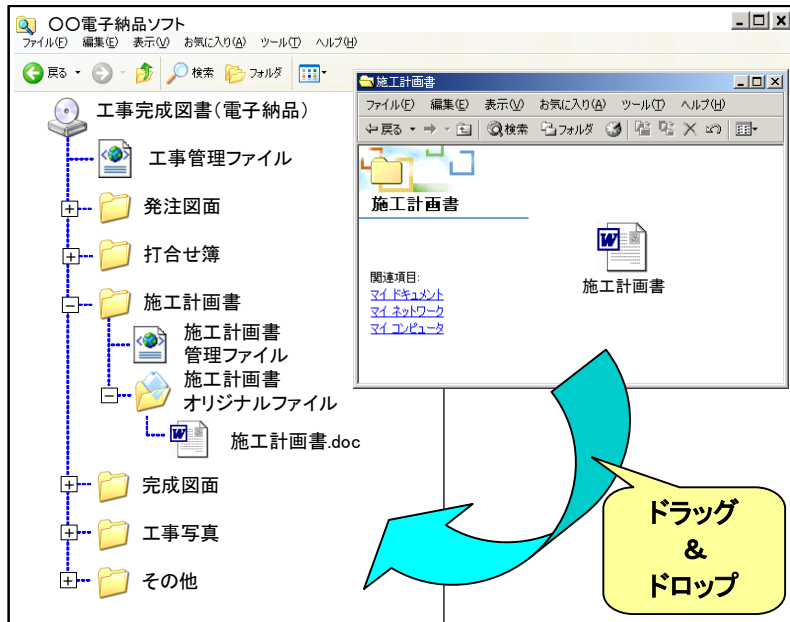 ○○電子納品ソフト
ファイル(F) 編集(E) 表示(V) お気に入り(A) ツール(T) ヘルプ(H)
戻る 検索 フォルダ
工事完成図書(電子納品)
工事管理ファイル
発注図面
打合せ簿
施工計画書
施工計画書
管理ファイル
施工計画書
オリジナルファイル
施工計画書.doc
完成図面
工事写真
その他
施工計画書
ファイル(F) 編集(E) 表示(V) お気に入り(A) ツール(T) ヘルプ(H)
戻る 検索 フォルダ
施工計画書
関連項目:
マイ ドキュメント
マイ ネットワーク
マイ コンピュータ
施工計画書
ドラッグ
&
ドロップ